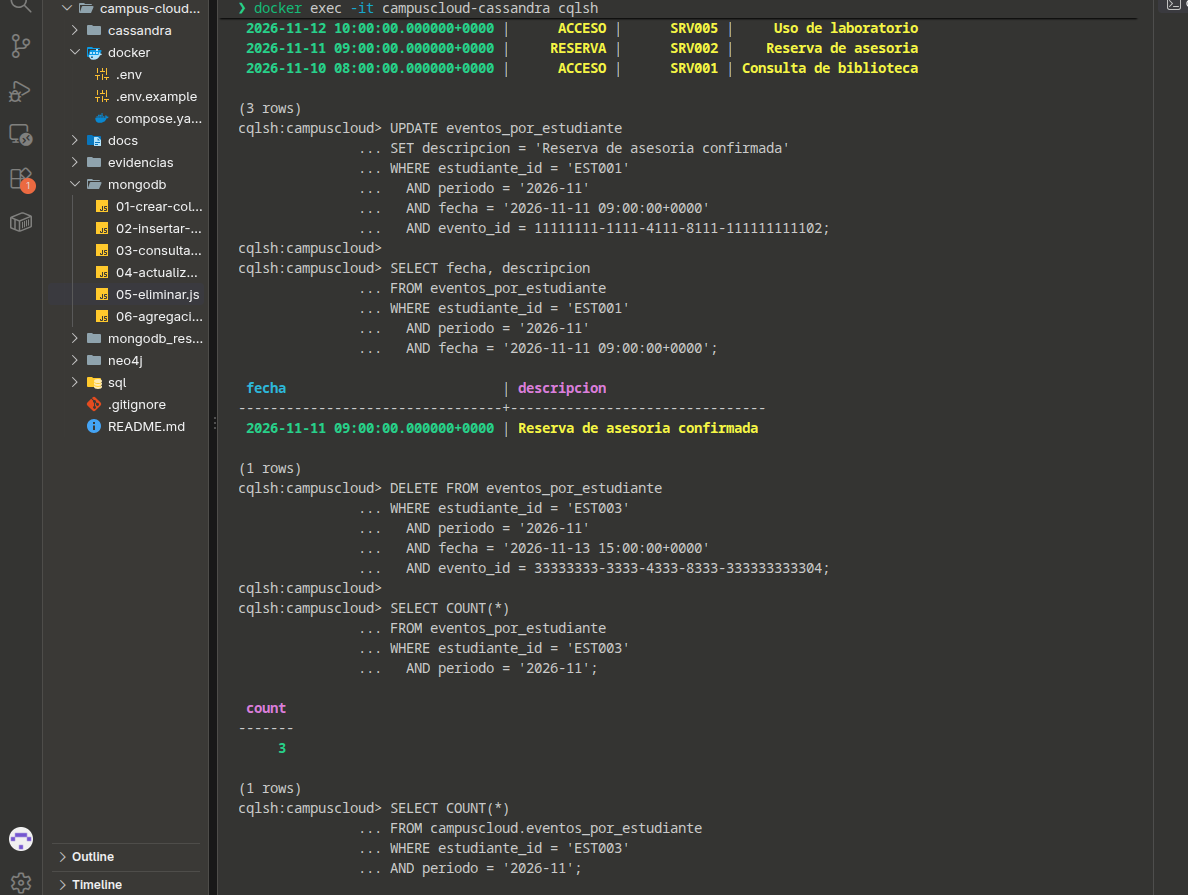 campus-cloud...
cassandra
docker
.env
.env.example
compose.ya...
docs
evidencias
mongodb
01-crear-col...
02-insertar-...
03-consulta...
04-actualiz...
05-eliminar.js
06-agregaci...
mongodb_res...
neo4j
sql
.gitignore
README.md
Outline
Timeline
1
❯ docker exec -it campuscloud-cassandra cqlsh
2026-11-12 10:00:00.000000+0000 | ACCESO | SRV005 | Uso de laboratorio
2026-11-11 09:00:00.000000+0000 | RESERVA | SRV002 | Reserva de asesoria
2026-11-10 08:00:00.000000+0000 | ACCESO | SRV001 | Consulta de biblioteca
(3 rows)
cqlsh:campuscloud> UPDATE eventos_por_estudiante
... SET descripcion = 'Reserva de asesoria confirmada'
... WHERE estudiante_id = 'EST001'
... AND periodo = '2026-11'
... AND fecha = '2026-11-11 09:00:00+0000'
... AND evento_id = 11111111-1111-4111-8111-111111111102;
cqlsh:campuscloud>
cqlsh:campuscloud> SELECT fecha, descripcion
... FROM eventos_por_estudiante
... WHERE estudiante_id = 'EST001'
... AND periodo = '2026-11'
... AND fecha = '2026-11-11 09:00:00+0000';
fecha | descripcion
---------------------------------+-------------------------------
2026-11-11 09:00:00.000000+0000 | Reserva de asesoria confirmada
(1 rows)
cqlsh:campuscloud> DELETE FROM eventos_por_estudiante
... WHERE estudiante_id = 'EST003'
... AND periodo = '2026-11'
... AND fecha = '2026-11-13 15:00:00+0000'
... AND evento_id = 33333333-3333-4333-8333-333333333304;
cqlsh:campuscloud>
cqlsh:campuscloud> SELECT COUNT(*)
... FROM eventos_por_estudiante
... WHERE estudiante_id = 'EST003'
... AND periodo = '2026-11';
count
-------
3
(1 rows)
cqlsh:campuscloud> SELECT COUNT(*)
... FROM campuscloud.eventos_por_estudiante
... WHERE estudiante_id = 'EST003'
... AND periodo = '2026-11';